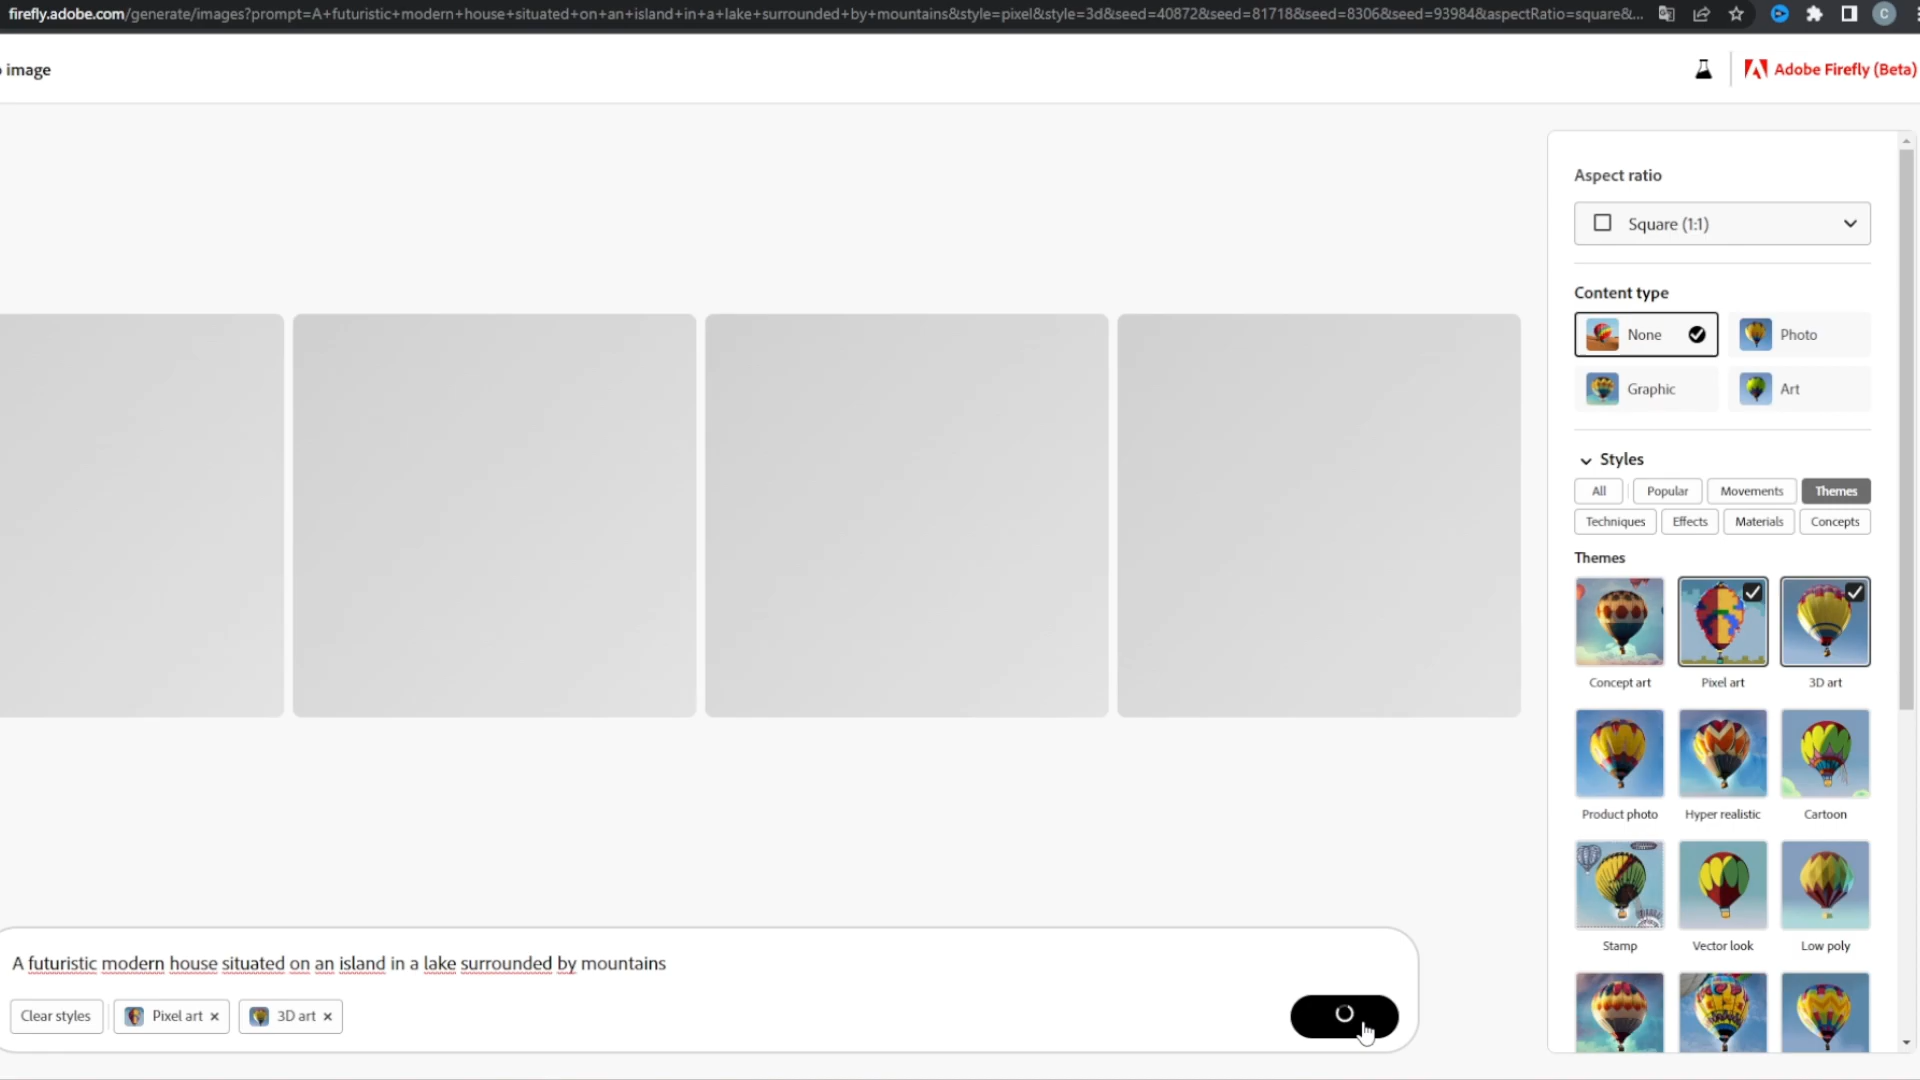 firefly.adobe.com/generate/images?prompt=A+futuristic+modern+house+situated+on+an+island+in+a+lake+surrounded+by+mountains&style=pixel&style=3d&seed=40872&seed=81718&seed=8306&seed=93984&aspectRatio=square&...
C
image
Adobe Firefly (Beta)
Aspect ratio
Square (1:1)
Content type
None
Photo
Graphic
Art
Styles
All
Popular
Movements
Themes
Techniques
Effects
Materials
Concepts
Themes
Concept art
Pixel art
3D art
Product photo
Hyper realistic
Cartoon
Stamp
Vector look
Low poly
A futuristic modern house situated on an island in a lake surrounded by mountains
Clear styles
Pixel art ×
3D art ×